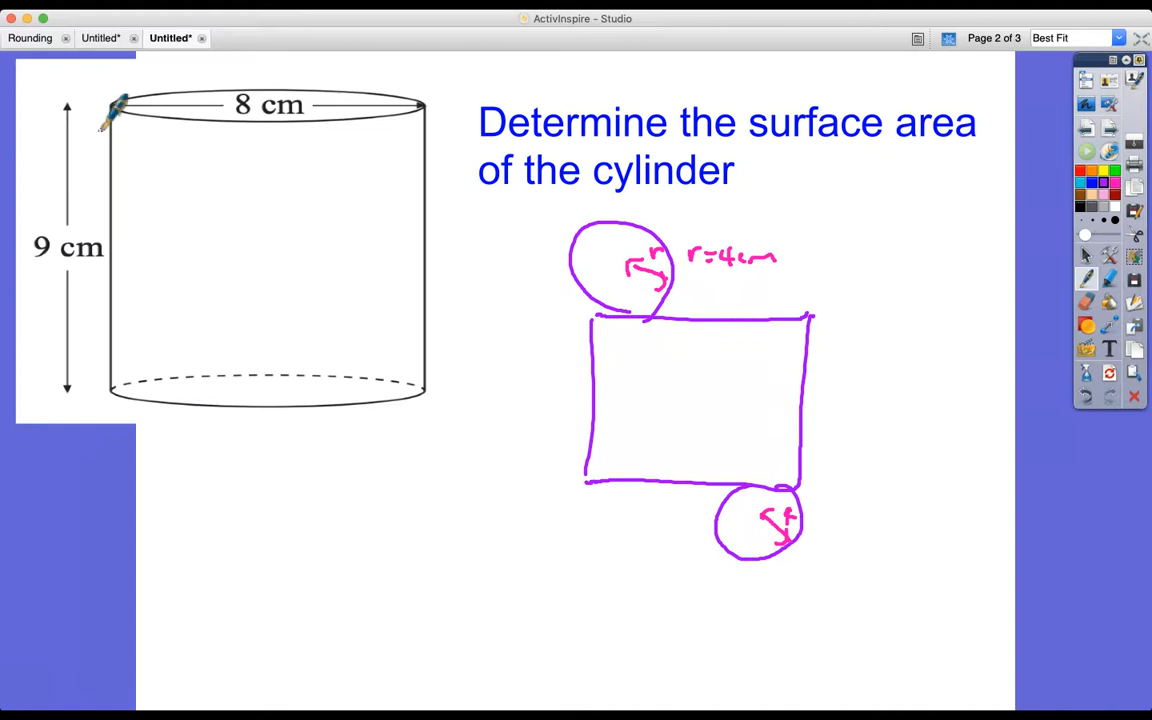 ActivInspire - Studio
Rounding
Untitled*
Untitled*
Page 2 of 3
Best Fit
8 cm
9 cm
Determine the surface area
of the cylinder
r
r=4cm
r